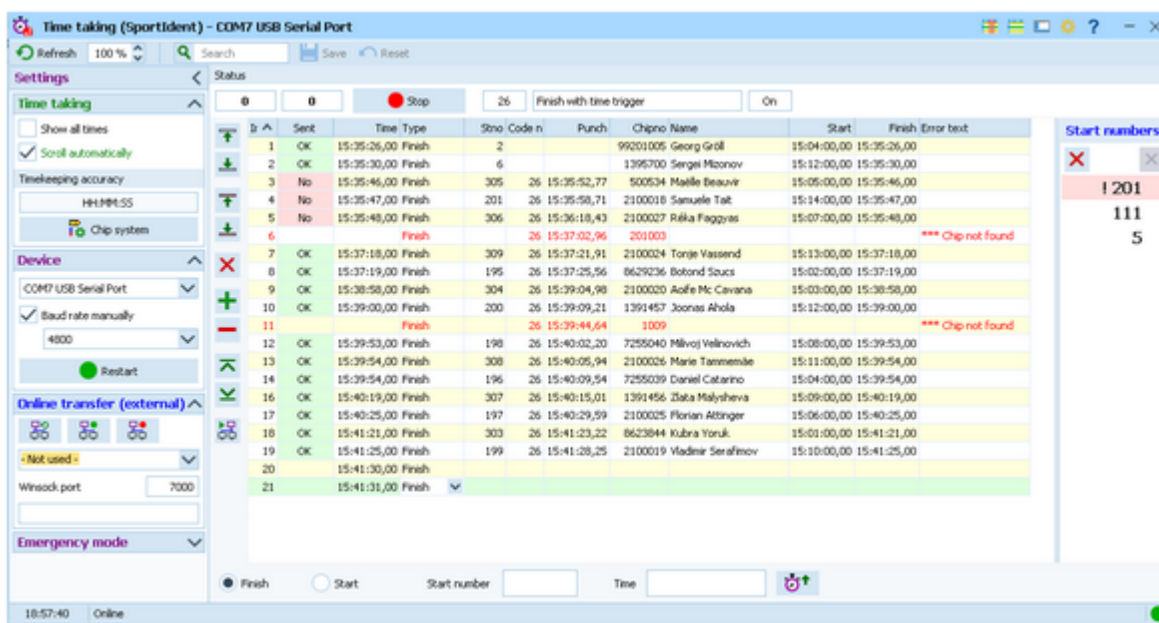 Time taking (SportIdent) - COM7 USB Serial Port
Refresh 100 % Search Save Reset
Settings
Time taking
Show all times
Scroll automatically
Timekeeping accuracy
HH:MM:SS
Chip system
Device
COM7 USB Serial Port
Baud rate manually
4800
Restart
Online transfer (external)
- Not used -
Winsock port 7000
Emergency mode
Status
0 0 Stop 26 Finish with time trigger On
Ir Sent Time Type Stno Code n Punch Chipno Name Start Finish Error text
1 OK 15:35:26,00 Finish 2 99201005 Georg Gröll 15:04:00,00 15:35:26,00
2 OK 15:35:30,00 Finish 6 1395700 Sergei Mizonov 15:12:00,00 15:35:30,00
3 No 15:35:46,00 Finish 305 26 15:35:52,77 500534 Maëlle Beauvir 15:05:00,00 15:35:46,00
4 No 15:35:47,00 Finish 201 26 15:35:58,71 2100018 Samuele Tait 15:14:00,00 15:35:47,00
5 No 15:35:48,00 Finish 306 26 15:36:18,43 2100027 Réka Faggyas 15:07:00,00 15:35:48,00
6 Finish 26 15:37:02,96 201003 *** Chip not found
7 OK 15:37:18,00 Finish 309 26 15:37:21,91 2100024 Tonje Vassend 15:13:00,00 15:37:18,00
8 OK 15:37:19,00 Finish 195 26 15:37:25,56 8629236 Botond Szucs 15:02:00,00 15:37:19,00
9 OK 15:38:58,00 Finish 304 26 15:39:04,98 2100020 Aoife Mc Cavana 15:03:00,00 15:38:58,00
10 OK 15:39:00,00 Finish 200 26 15:39:09,21 1391457 Joonas Ahola 15:12:00,00 15:39:00,00
11 Finish 26 15:39:44,64 1009 *** Chip not found
12 OK 15:39:53,00 Finish 198 26 15:40:02,20 7255040 Milivoj Velinovich 15:08:00,00 15:39:53,00
13 OK 15:39:54,00 Finish 308 26 15:40:05,94 2100026 Marie Tammemäe 15:11:00,00 15:39:54,00
14 OK 15:39:54,00 Finish 196 26 15:40:09,54 7255039 Daniel Catarino 15:04:00,00 15:39:54,00
16 OK 15:40:19,00 Finish 307 26 15:40:15,01 1391456 Zlata Malysheva 15:09:00,00 15:40:19,00
17 OK 15:40:25,00 Finish 197 26 15:40:29,59 2100025 Florian Attinger 15:06:00,00 15:40:25,00
18 OK 15:41:21,00 Finish 303 26 15:41:23,22 8623844 Kubra Yoruk 15:01:00,00 15:41:21,00
19 OK 15:41:25,00 Finish 199 26 15:41:28,25 2100019 Vladimir Serafimov 15:10:00,00 15:41:25,00
20 15:41:30,00 Finish
21 15:41:31,00 Finish
Start numbers
! 201
111
5
Finish Start Start number Time
18:57:40 Online